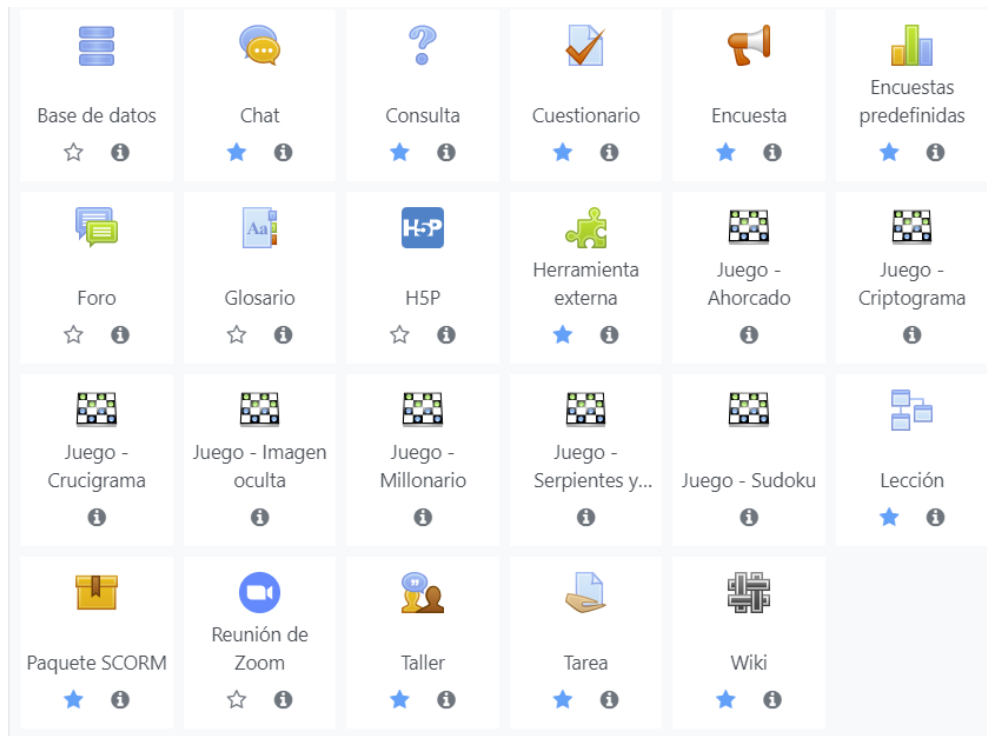 Base de datos
Chat
Consulta
Cuestionario
Encuesta
Encuestas
predefinidas
Foro
Aa
Glosario
H5P
H5P
Herramienta
externa
Juego -
Ahorcado
Juego -
Criptograma
Juego -
Crucigrama
Juego - Imagen
oculta
Juego -
Millonario
Juego -
Serpientes y...
Juego - Sudoku
Lección
Paquete SCORM
Reunión de
Zoom
Taller
Tarea
Wiki